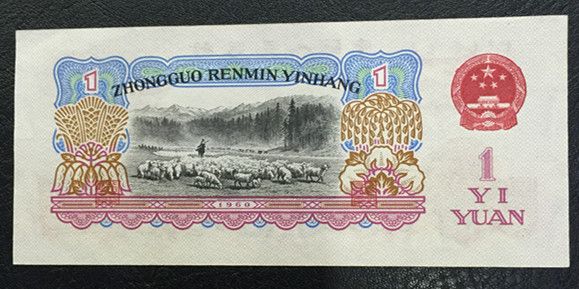 ZHONGGUO RENMIN YINHANG
1
1
1960
1
YI
YUAN